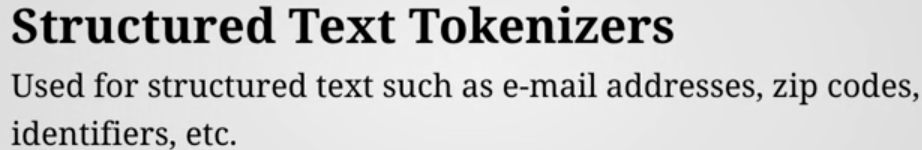 Structured Text Tokenizers
Used for structured text such as e-mail addresses, zip codes,
identifiers, etc.